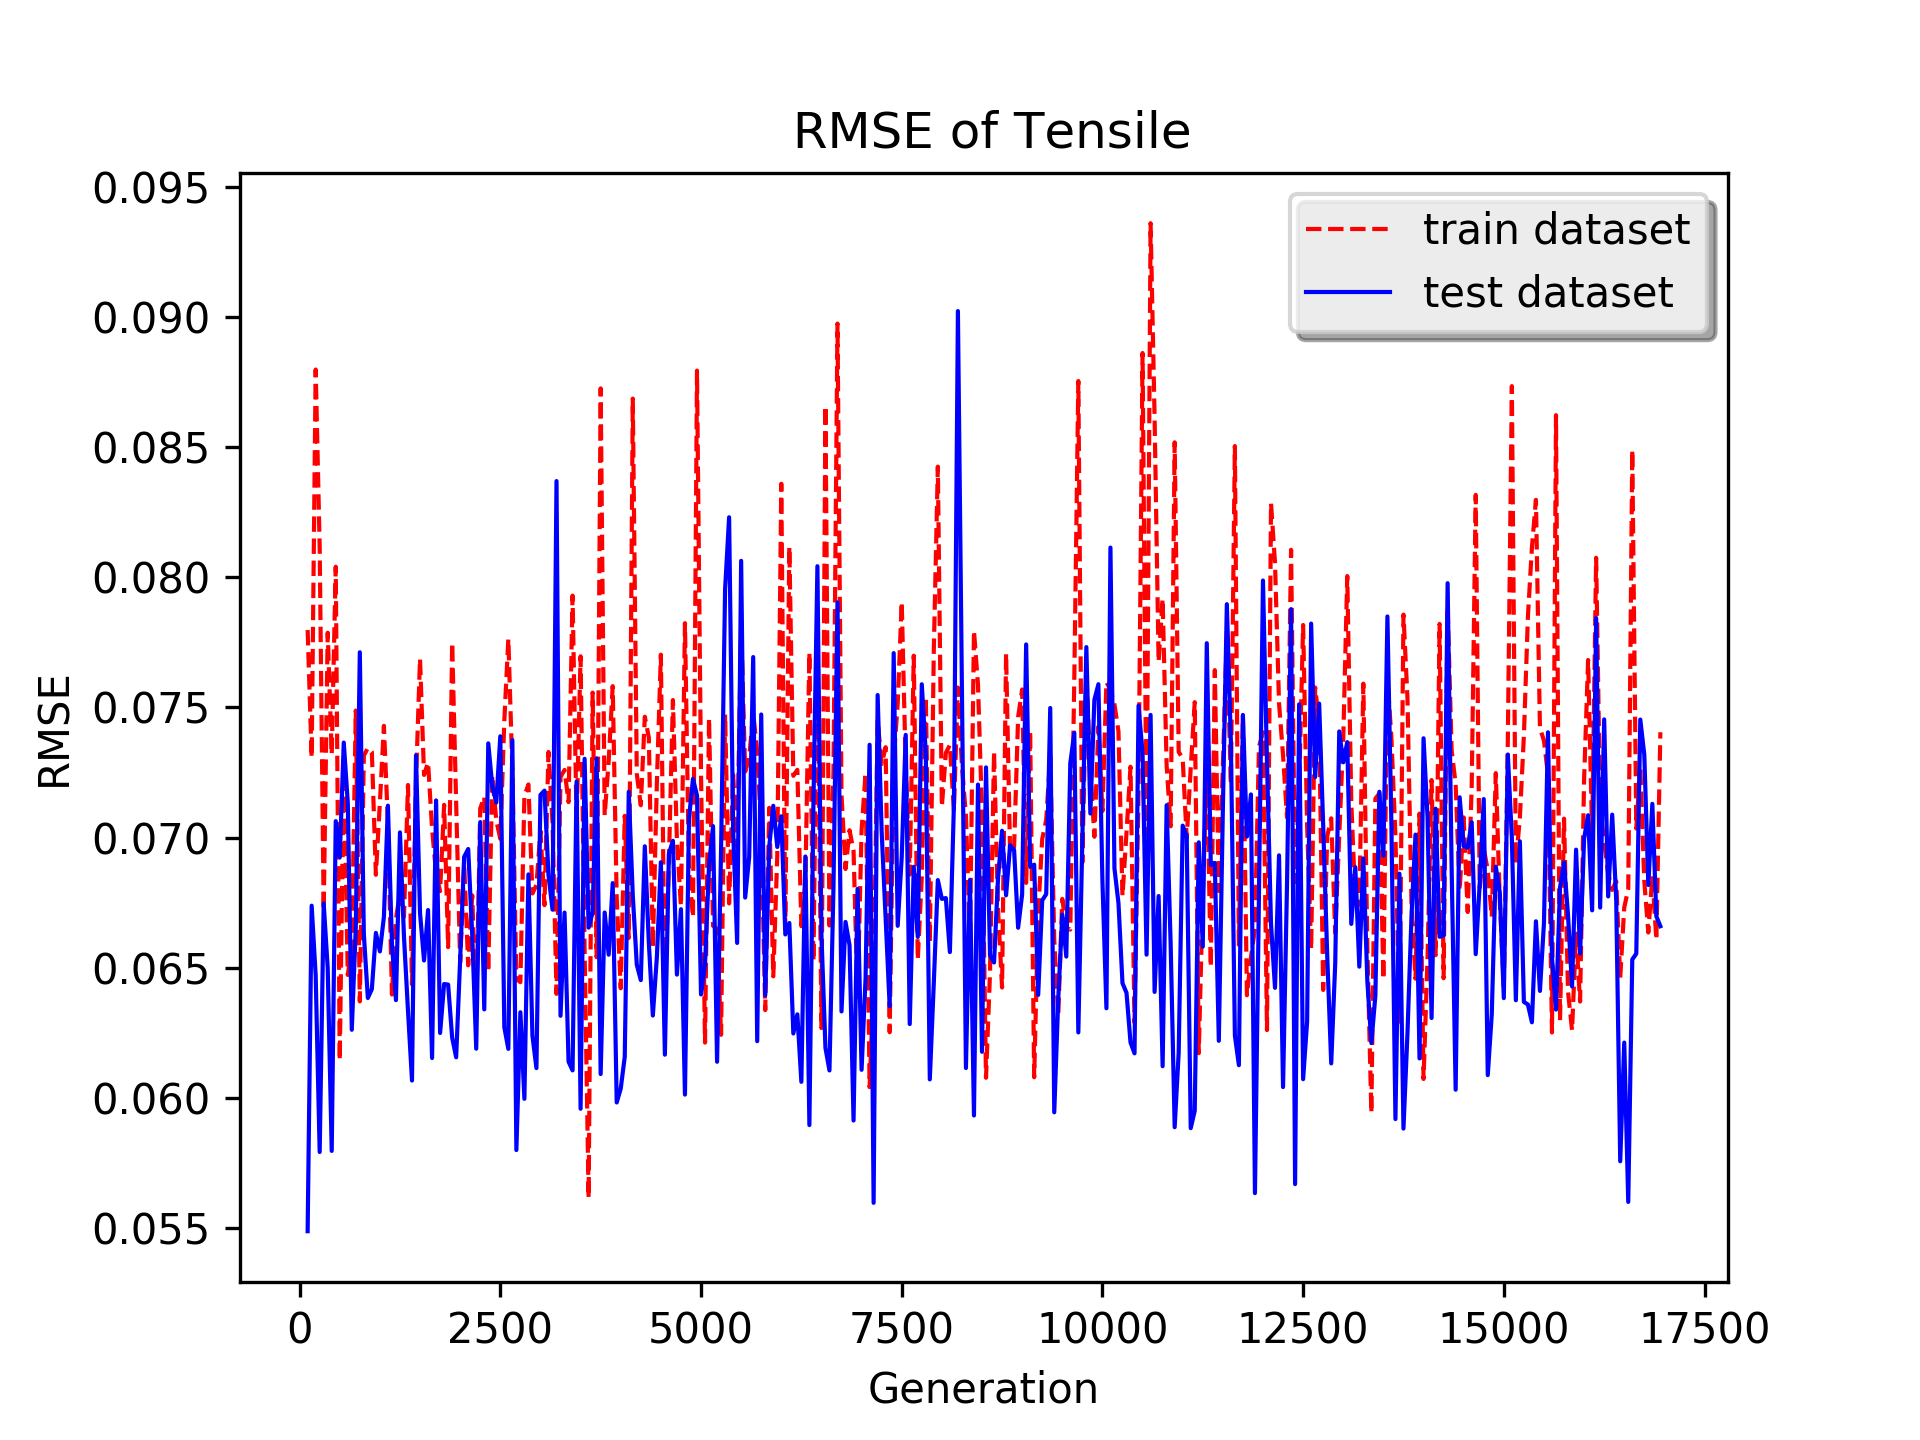 RMSE of Tensile
train dataset
test dataset
0.095
0.090
0.085
0.080
0.075
0.070
0.065
0.060
0.055
RMSE
0 2500 5000 7500 10000 12500 15000 17500
Generation